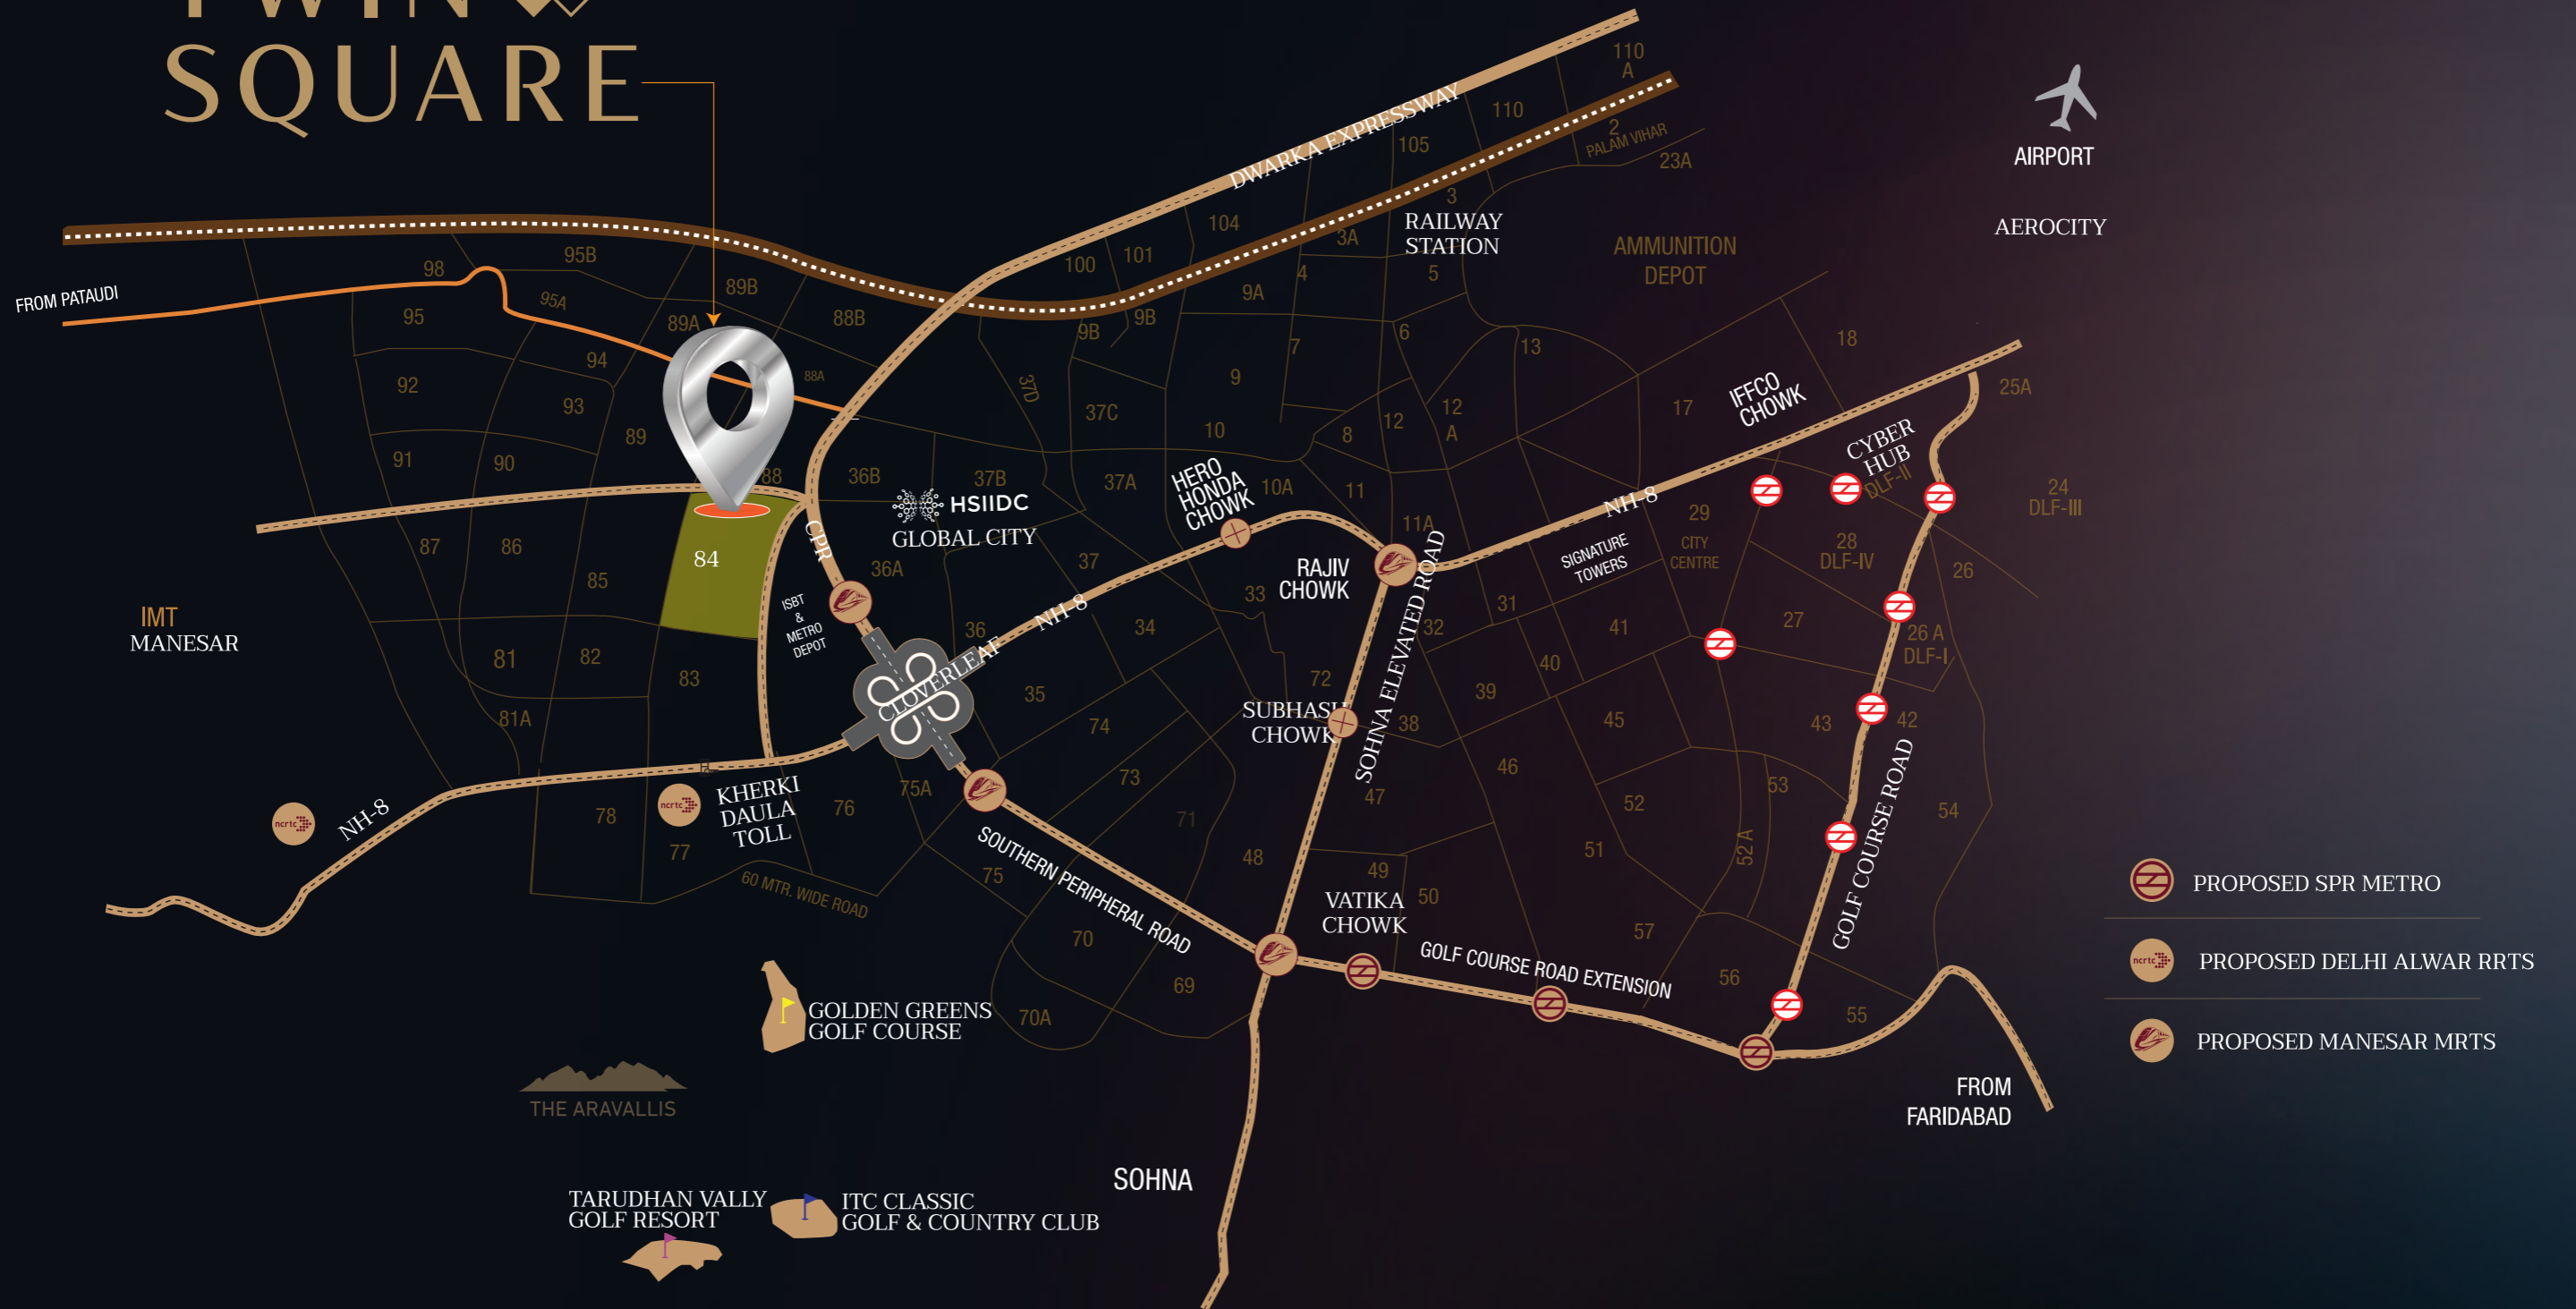 TWIN
SQUARE
DWARKA EXPRESSWAY
110
A
110
105
2
PALAM VIHAR
23A
AIRPORT
AEROCITY
3
RAILWAY
STATION
AMMUNITION
DEPOT
104
3A
101
100
4
5
9A
9B
9B
6
7
13
18
95B
98
FROM PATAUDI
95A
89B
95
89A
88B
94
88A
92
93
89
91
90
88
37D
37C
9
10
8
12
12
A
17
IFFCO
CHOWK
25A
CYBER
HUB
DLF-II
24
DLF-III
36B
37B
37A
HERO
HONDA
CHOWK
10A
11
11A
NH-8
29
CITY
CENTRE
28
DLF-IV
26
HSIIDC
GLOBAL CITY
CPR
84
87
86
85
36A
37
RAJIV
CHOWK
SIGNATURE
TOWERS
33
31
32
41
27
26 A
DLF-I
IMT
MANESAR
ISBT
&
METRO
DEPOT
NH-8
36
34
CLOVERLEAF
81
82
83
35
72
40
39
SOHNA ELEVATED ROAD
81A
74
SUBHASH
CHOWK
38
45
43
42
73
46
47
53
52
54
GOLF COURSE ROAD
NH-8
KHERKI
DAULA
TOLL
ncrtc
ncrtc
78
77
76
75A
71
51
52 A
48
49
50
75
60 MTR. WIDE ROAD
SOUTHERN PERIPHERAL ROAD
VATIKA
CHOWK
GOLF COURSE ROAD EXTENSION
57
56
55
70
69
70A
GOLDEN GREENS
GOLF COURSE
THE ARAVALLIS
FROM
FARIDABAD
SOHNA
TARUDHAN VALLY
GOLF RESORT
ITC CLASSIC
GOLF & COUNTRY CLUB
PROPOSED SPR METRO
ncrtc
PROPOSED DELHI ALWAR RRTS
PROPOSED MANESAR MRTS